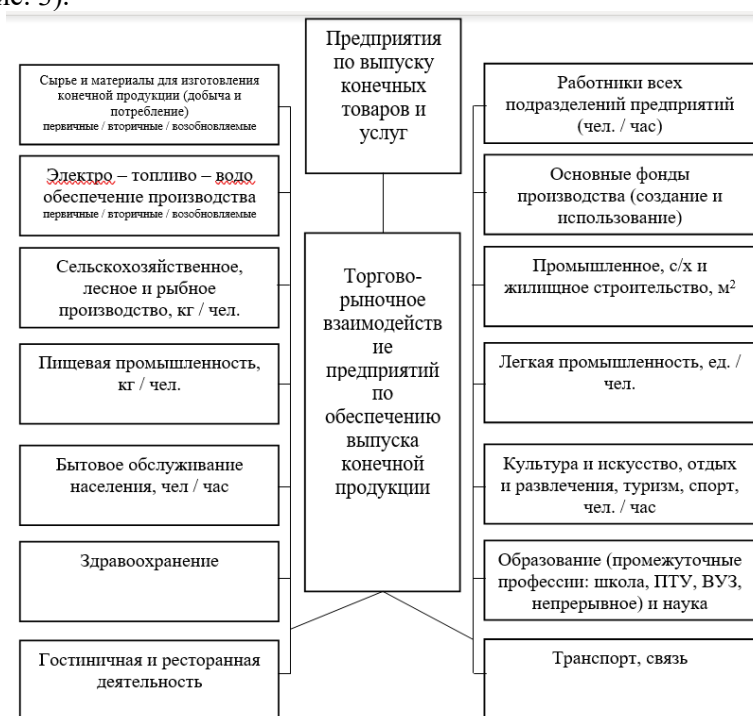 ис. 3).
Предприятия
по выпуску
конечных
товаров и
услуг
Сырье и материалы для изготовления
конечной продукции (добыча и
потребление)
первичные / вторичные / возобновляемые
Электро – топливо – водо
обеспечение производства
первичные / вторичные / возобновляемые
Сельскохозяйственное,
лесное и рыбное
производство, кг / чел.
Пищевая промышленность,
кг / чел.
Бытовое обслуживание
населения, чел / час
Здравоохранение
Гостиничная и ресторанная
деятельность
Торгово-
рыночное
взаимодейств
ие
предприятий
по
обеспечению
выпуска
конечной
продукции
Работники всех
подразделений предприятий
(чел. / час)
Основные фонды
производства (создание и
использование)
Промышленное, с/х и
жилищное строительство, м²
Легкая промышленность, ед. /
чел.
Культура и искусство, отдых
и развлечения, туризм, спорт,
чел. / час
Образование (промежуточные
профессии: школа, ПТУ, ВУЗ,
непрерывное) и наука
Транспорт, связь